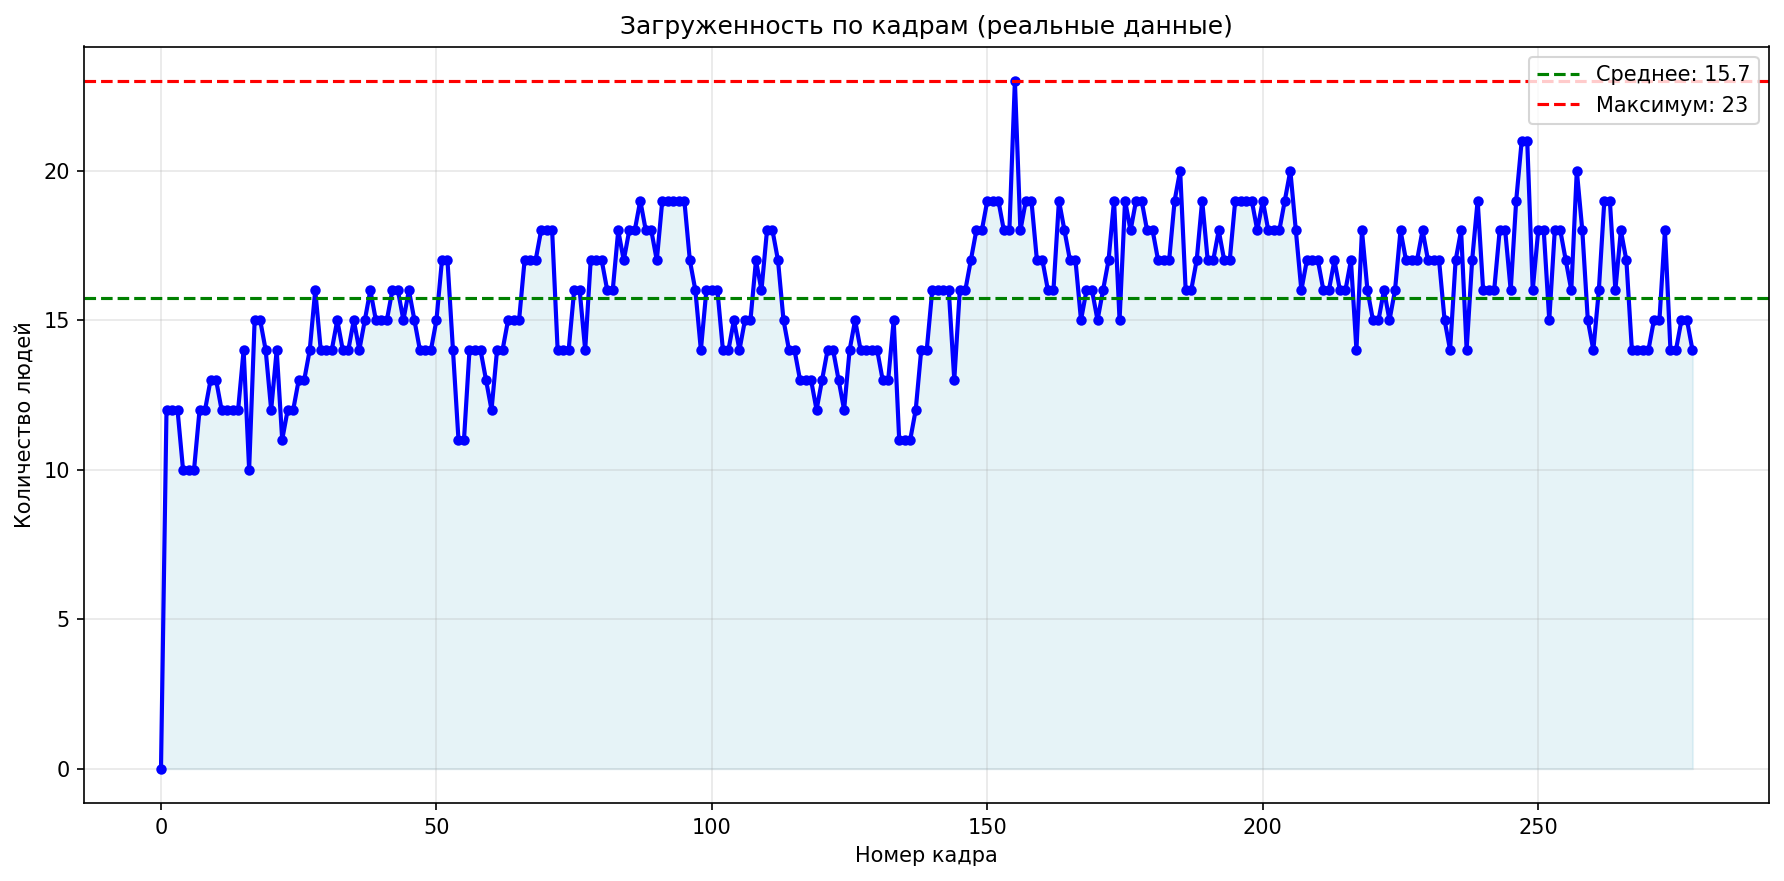 Загруженность по кадрам (реальные данные)
Среднее: 15.7
Максимум: 23
Количество людей
20
15
10
5
0
0 50 100 150 200 250
Номер кадра